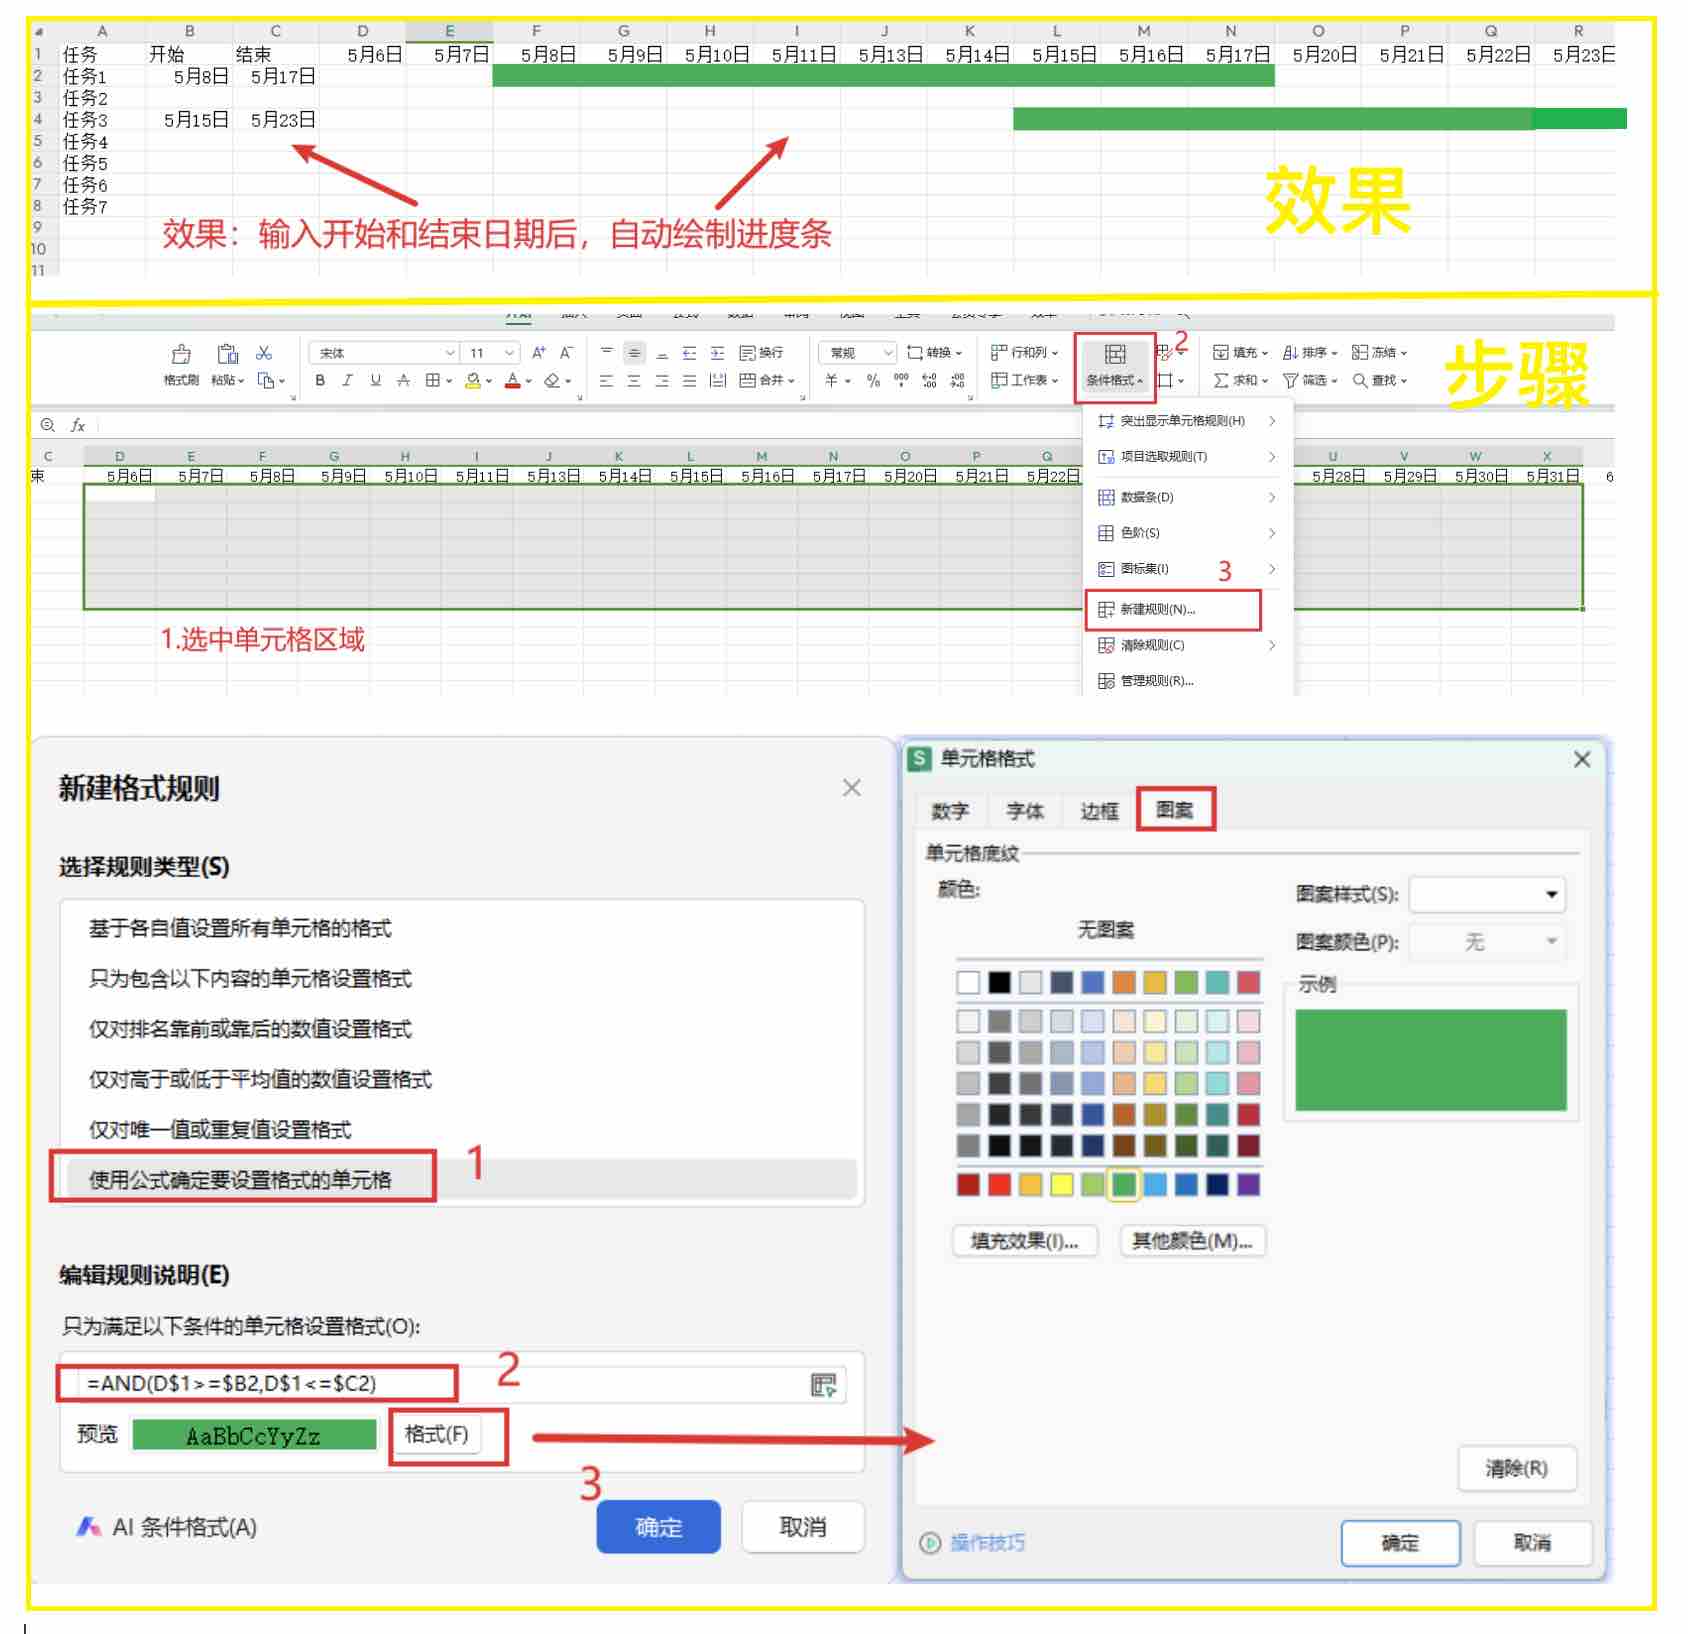 A B C D E F G H I J K L M N O P Q R
1 任务 开始 结束 5月6日 5月7日 5月8日 5月9日 5月10日 5月11日 5月13日 5月14日 5月15日 5月16日 5月17日 5月20日 5月21日 5月22日 5月23日
2 任务1 5月8日 5月17日
3 任务2
4 任务3 5月15日 5月23日
5 任务4
6 任务5
7 任务6
8 任务7
9
10
11
效果：输入开始和结束日期后，自动绘制进度条
效果
步骤
格式刷 粘贴
宋体 11 A+ A-
B I U A A
换行
合并
常规 转换
¥ % 000
行和列
工作表
条件格式
2
填充 排序 冻结
求和 筛选 查找
fx
C D E F G H I J K L M N O P Q U V W X
束 5月6日 5月7日 5月8日 5月9日 5月10日 5月11日 5月13日 5月14日 5月15日 5月16日 5月17日 5月20日 5月21日 5月22日 5月28日 5月29日 5月30日 5月31日 6
突出显示单元格规则(H)
项目选取规则(T)
数据条(D)
色阶(S)
图标集(I)
3
新建规则(N)...
清除规则(C)
管理规则(R)...
1.选中单元格区域
新建格式规则
选择规则类型(S)
基于各自值设置所有单元格的格式
只为包含以下内容的单元格设置格式
仅对排名靠前或靠后的数值设置格式
仅对高于或低于平均值的数值设置格式
仅对唯一值或重复值设置格式
使用公式确定要设置格式的单元格
1
编辑规则说明(E)
只为满足以下条件的单元格设置格式(O):
=AND(D$1>=$B2,D$1<=$C2)
2
预览 AaBbCcYyZz 格式(F)
3
AI 条件格式(A) 确定 取消
S 单元格格式
数字 字体 边框 图案
单元格底纹
颜色:
无图案
图案样式(S):
图案颜色(P): 无
示例
填充效果(I)... 其他颜色(M)...
清除(R)
操作技巧 确定 取消